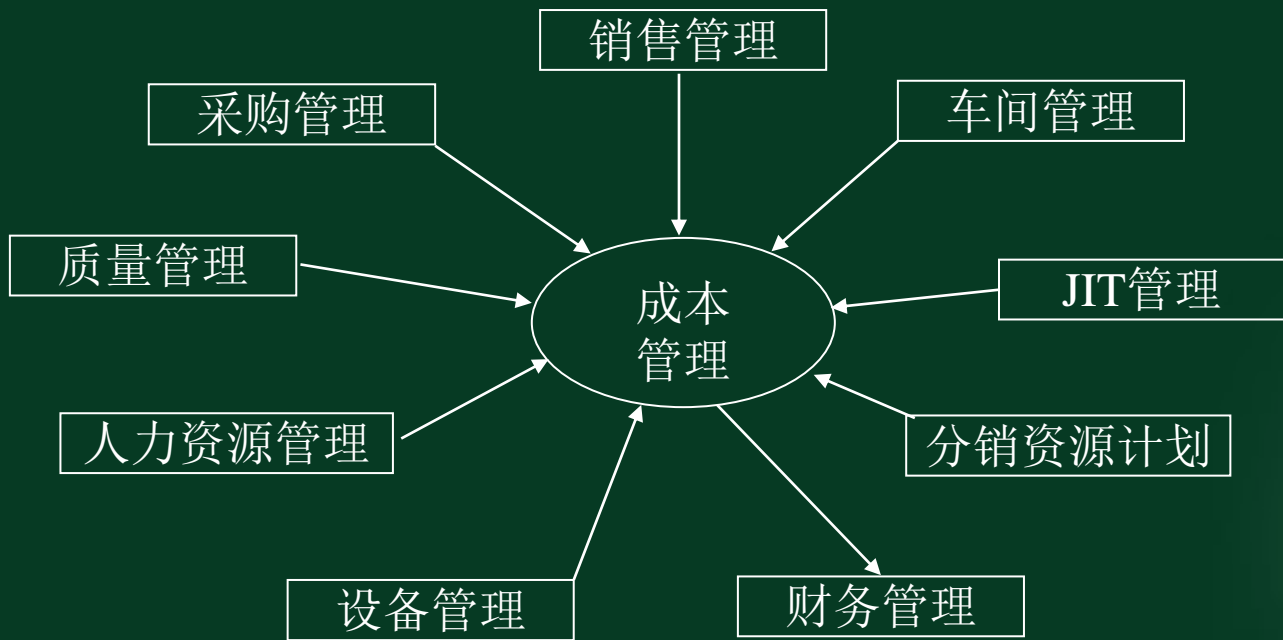 销售管理
采购管理
车间管理
质量管理
JIT管理
成本
管理
人力资源管理
分销资源计划
设备管理
财务管理